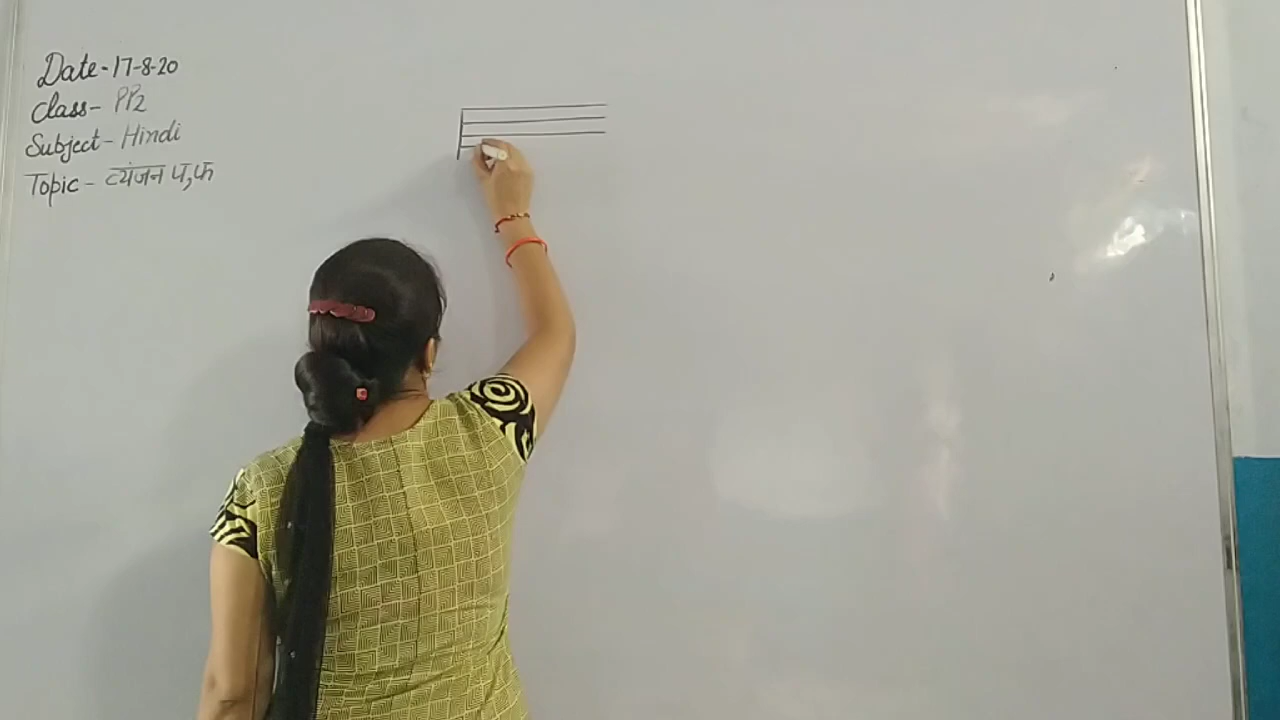 Date-17-8-20
Class- PP2
Subject- Hindi
Topic- व्यंजन प,फ